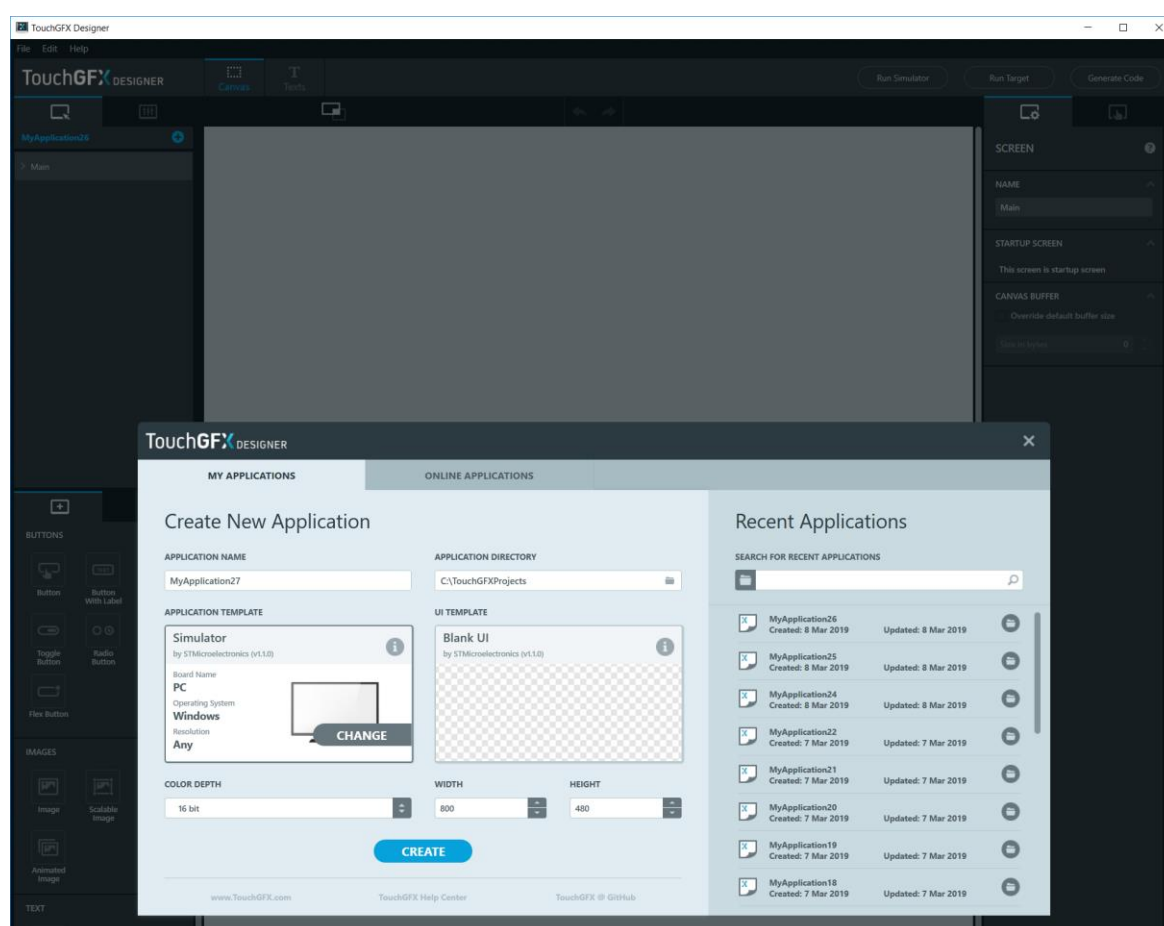 TouchGFX Designer
File Edit Help
TouchGFX DESIGNER
Canvas
Texts
Run Simulator
Run Target
Generate Code
MyApplication26
Main
SCREEN
NAME
Main
STARTUP SCREEN
This screen is startup screen
CANVAS BUFFER
Override default buffer size
Size in bytes 0
BUTTONS
Button
Button
With Label
Toggle
Button
Radio
Button
Flex Button
IMAGES
Image
Scalable
Image
Animated
Image
TEXT
TouchGFX DESIGNER
MY APPLICATIONS
ONLINE APPLICATIONS
Create New Application
APPLICATION NAME
MyApplication27
APPLICATION DIRECTORY
C:\TouchGFXProjects
APPLICATION TEMPLATE
Simulator
by STMicroelectronics (v1.1.0)
Board Name
PC
Operating System
Windows
Resolution
Any
CHANGE
UI TEMPLATE
Blank UI
by STMicroelectronics (v1.1.0)
COLOR DEPTH
16 bit
WIDTH
800
HEIGHT
480
CREATE
www.TouchGFX.com
TouchGFX Help Center
TouchGFX @ GitHub
Recent Applications
SEARCH FOR RECENT APPLICATIONS
MyApplication26
Created: 8 Mar 2019 Updated: 8 Mar 2019
MyApplication25
Created: 8 Mar 2019 Updated: 8 Mar 2019
MyApplication24
Created: 8 Mar 2019 Updated: 8 Mar 2019
MyApplication22
Created: 7 Mar 2019 Updated: 7 Mar 2019
MyApplication21
Created: 7 Mar 2019 Updated: 7 Mar 2019
MyApplication20
Created: 7 Mar 2019 Updated: 7 Mar 2019
MyApplication19
Created: 7 Mar 2019 Updated: 7 Mar 2019
MyApplication18
Created: 7 Mar 2019 Updated: 7 Mar 2019